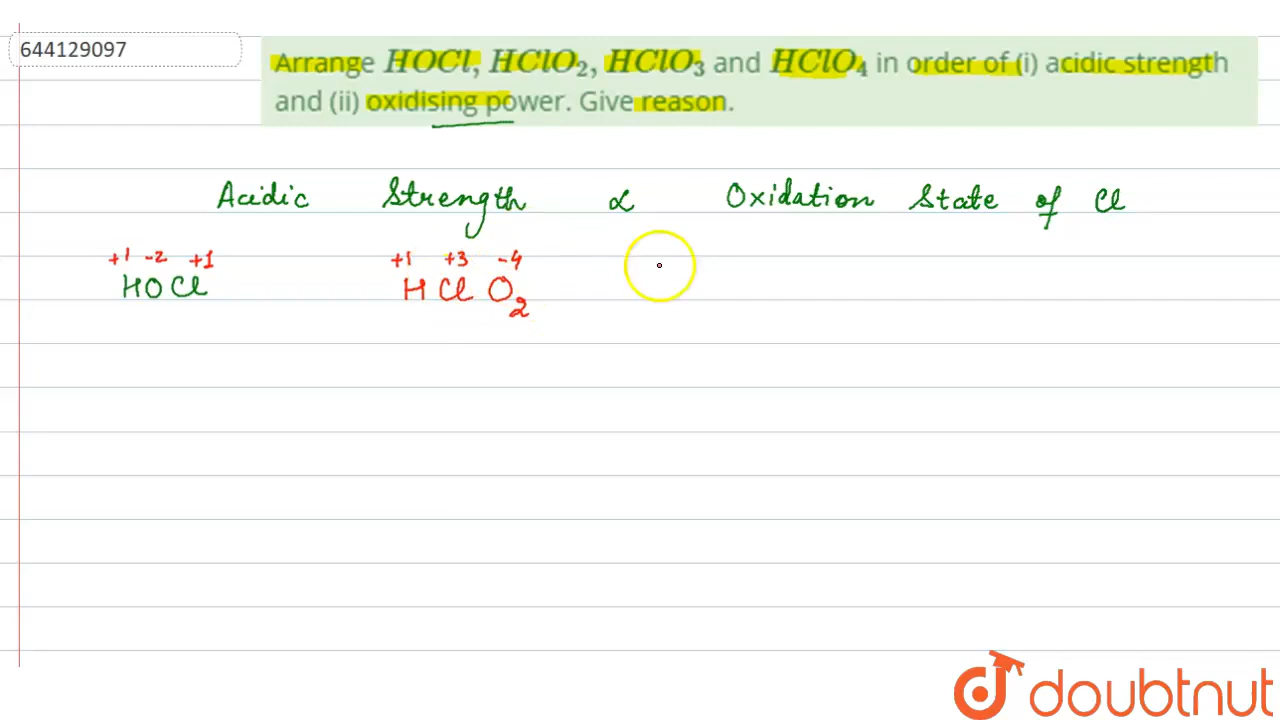 644129097
Arrange HOCl, HClO₂, HClO₃ and HClO₄ in order of (i) acidic strength
and (ii) oxidising power. Give reason.
Acidic Strength ∝ Oxidation State of Cl
+1 -2 +1 +1 +3 -4
HOCl HClO₂
doubtnut